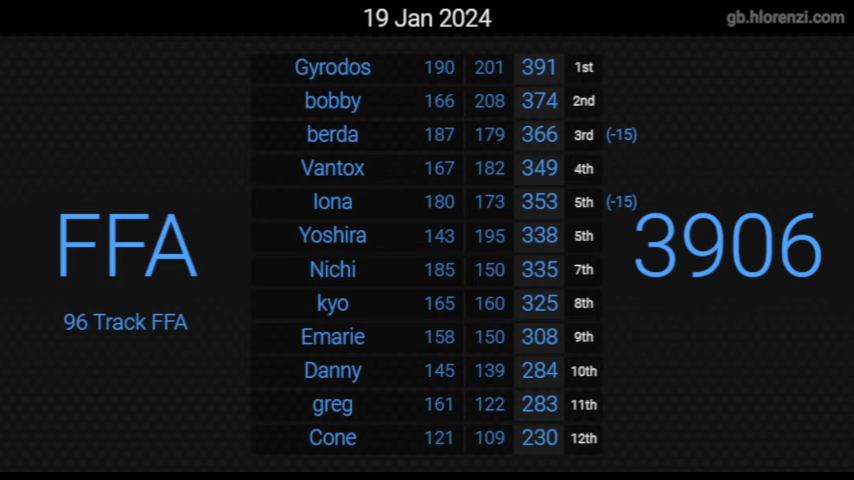 19 Jan 2024
gb.hlorenzi.com
Gyrodos 190 201 391 1st
bobby 166 208 374 2nd
berda 187 179 366 3rd (-15)
Vantox 167 182 349 4th
Iona 180 173 353 5th (-15)
Yoshira 143 195 338 5th
Nichi 185 150 335 7th
kyo 165 160 325 8th
Emarie 158 150 308 9th
Danny 145 139 284 10th
greg 161 122 283 11th
Cone 121 109 230 12th
FFA
96 Track FFA
3906